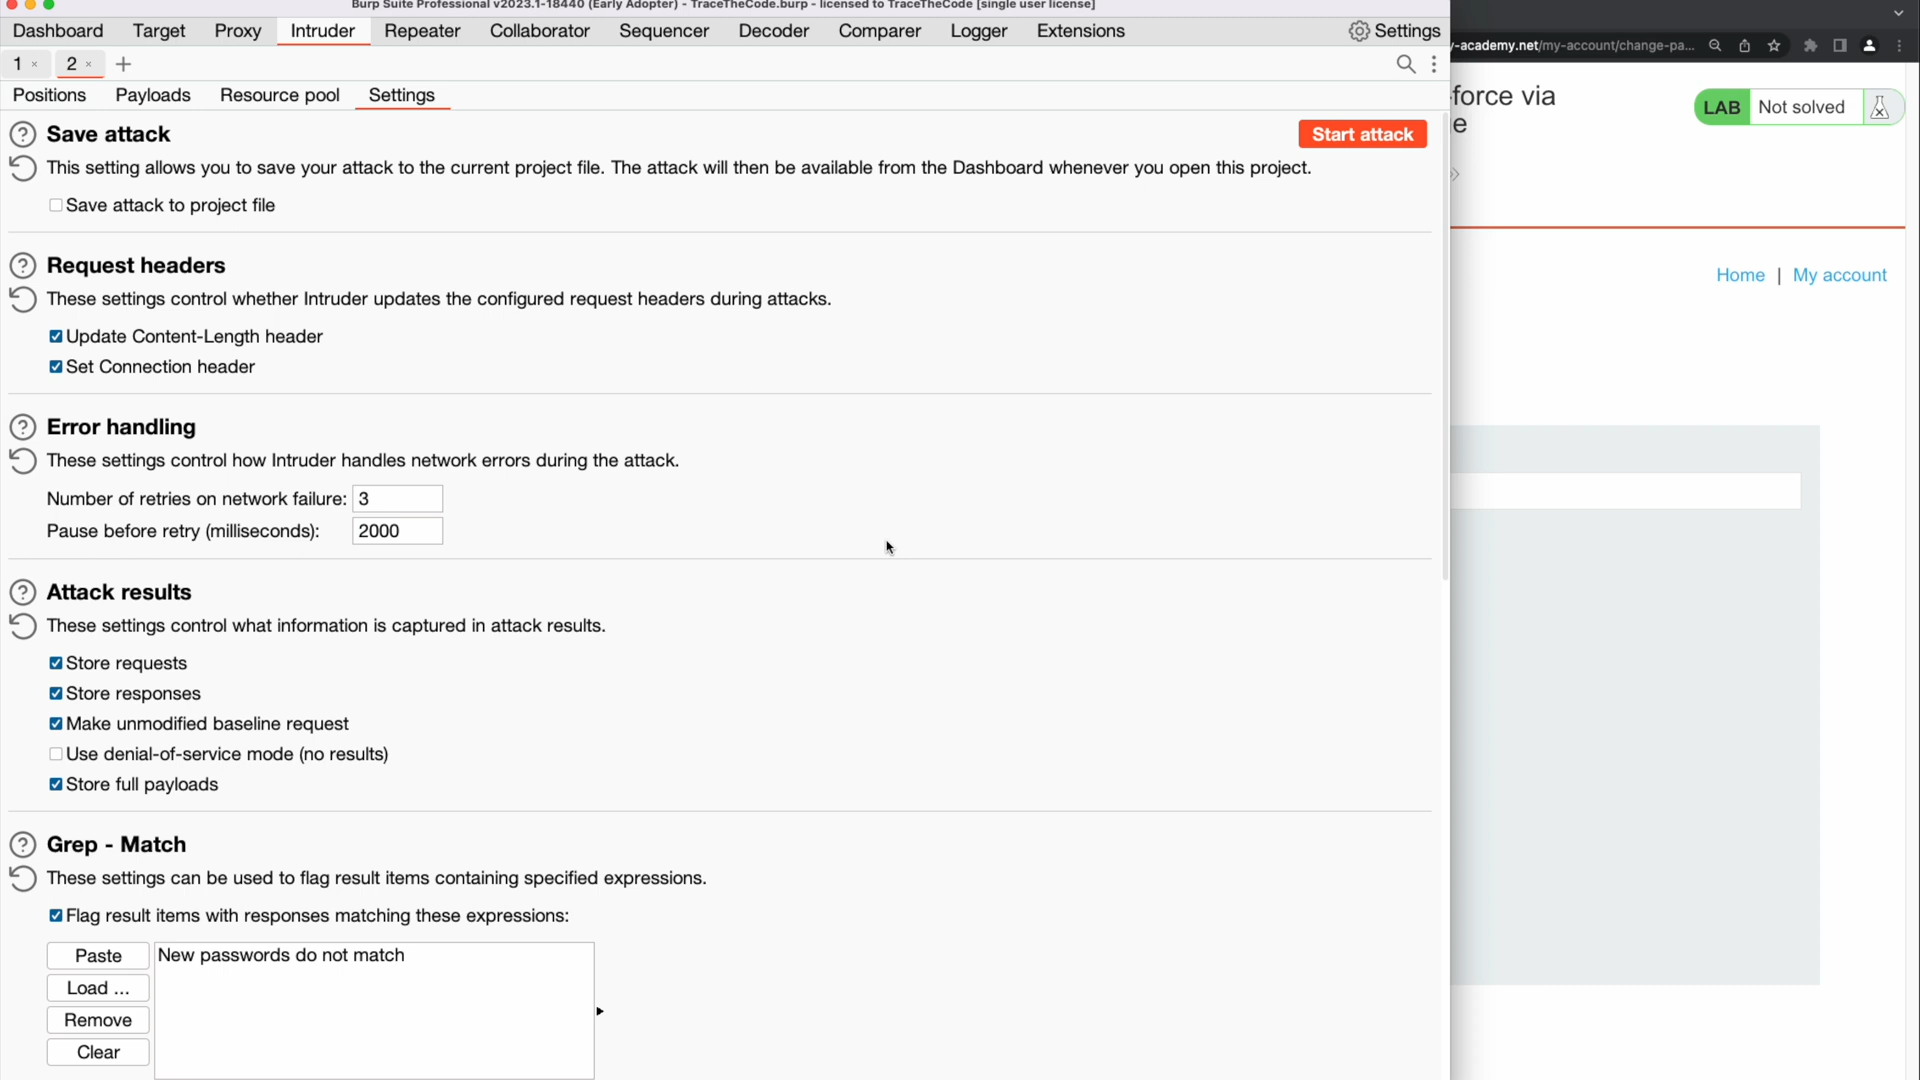 Burp Suite Professional v2023.1-18440 (Early Adopter) - TraceTheCode.burp - licensed to TraceTheCode [single user license]
Dashboard Target Proxy Intruder Repeater Collaborator Sequencer Decoder Comparer Logger Extensions Settings
1 × 2 × +
Positions Payloads Resource pool Settings
Save attack
Start attack
This setting allows you to save your attack to the current project file. The attack will then be available from the Dashboard whenever you open this project.
Save attack to project file
Request headers
These settings control whether Intruder updates the configured request headers during attacks.
Update Content-Length header
Set Connection header
Error handling
These settings control how Intruder handles network errors during the attack.
Number of retries on network failure: 3
Pause before retry (milliseconds): 2000
Attack results
These settings control what information is captured in attack results.
Store requests
Store responses
Make unmodified baseline request
Use denial-of-service mode (no results)
Store full payloads
Grep - Match
These settings can be used to flag result items containing specified expressions.
Flag result items with responses matching these expressions:
Paste
New passwords do not match
Load ...
Remove
Clear
y-academy.net/my-account/change-pa...
force via
e
LAB Not solved
Home | My account